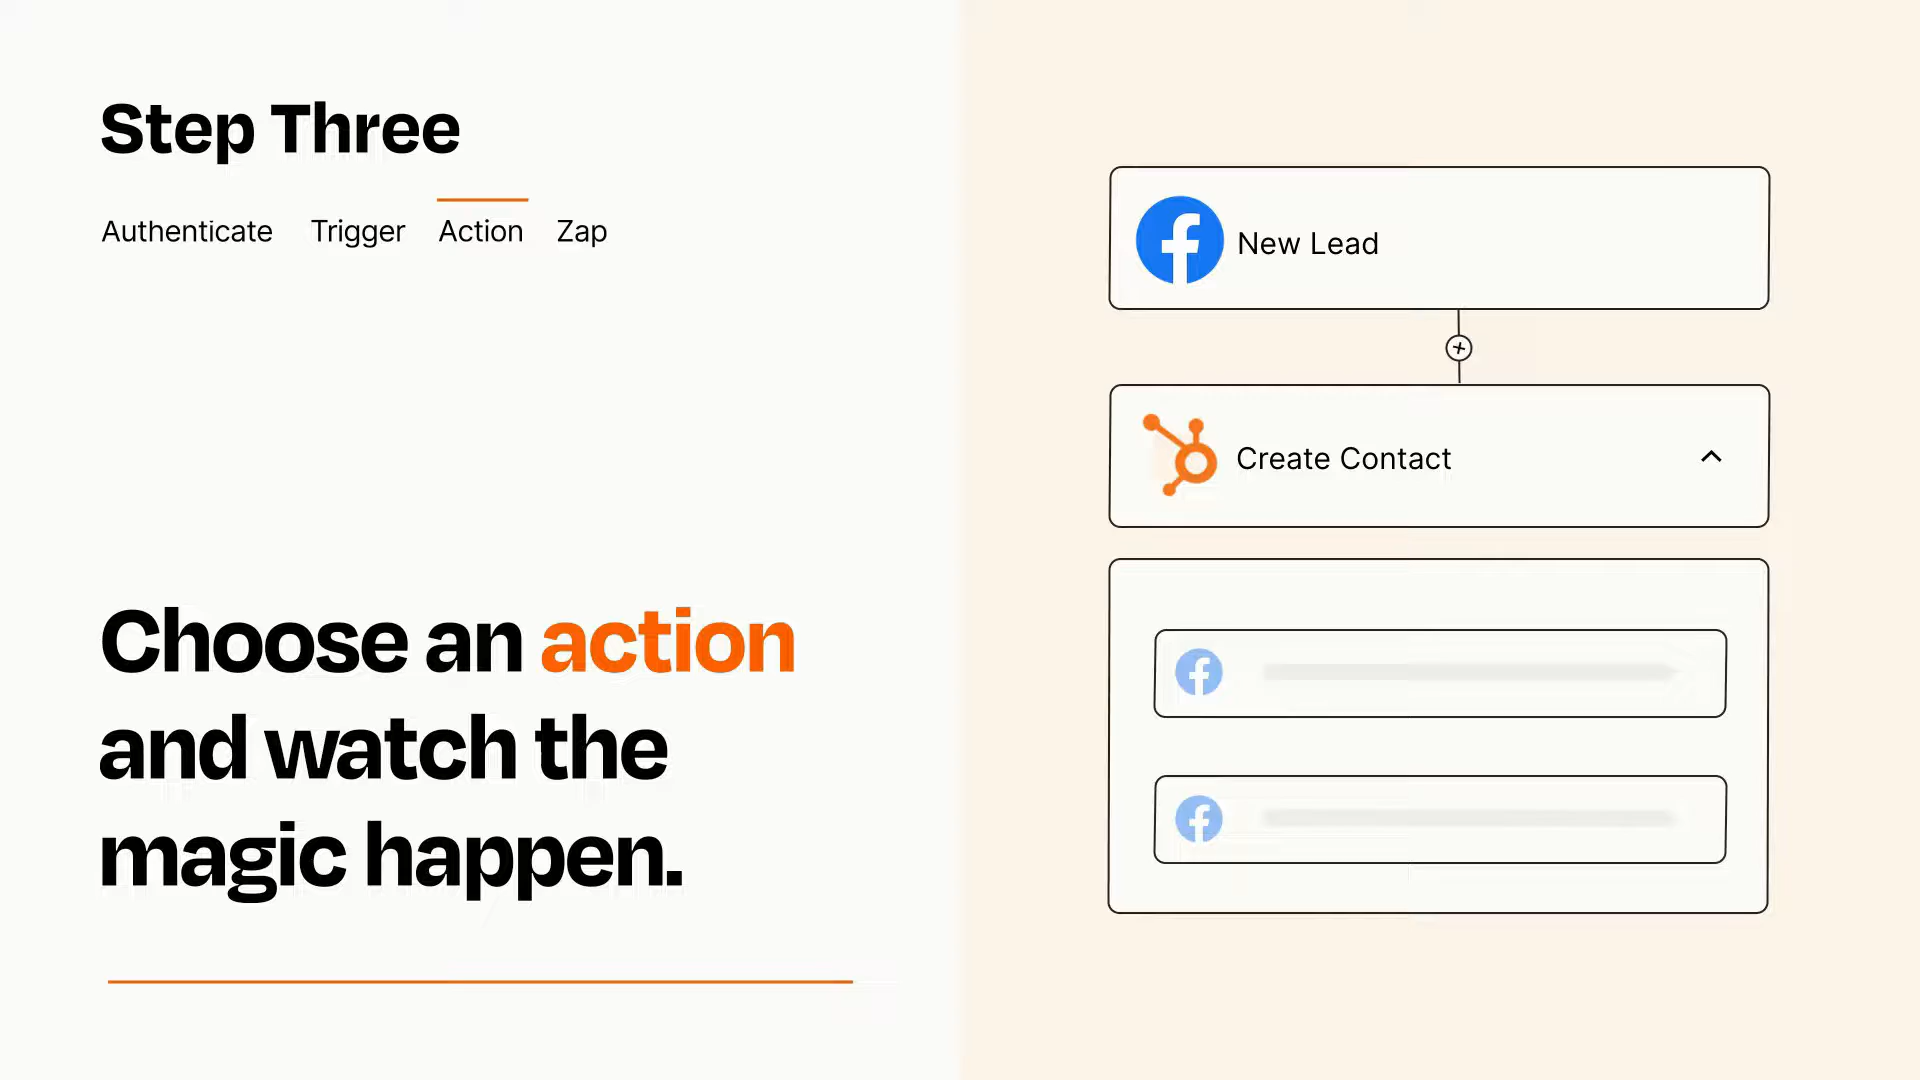 Step Three
Authenticate Trigger Action Zap
Choose an action
and watch the
magic happen.
New Lead
Create Contact